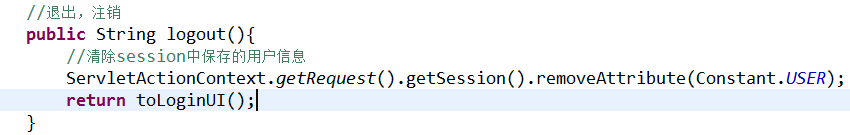 //退出，注销
public String logout(){
//清除session中保存的用户信息
ServletActionContext.getRequest().getSession().removeAttribute(Constant.USER);
return toLoginUI();
}